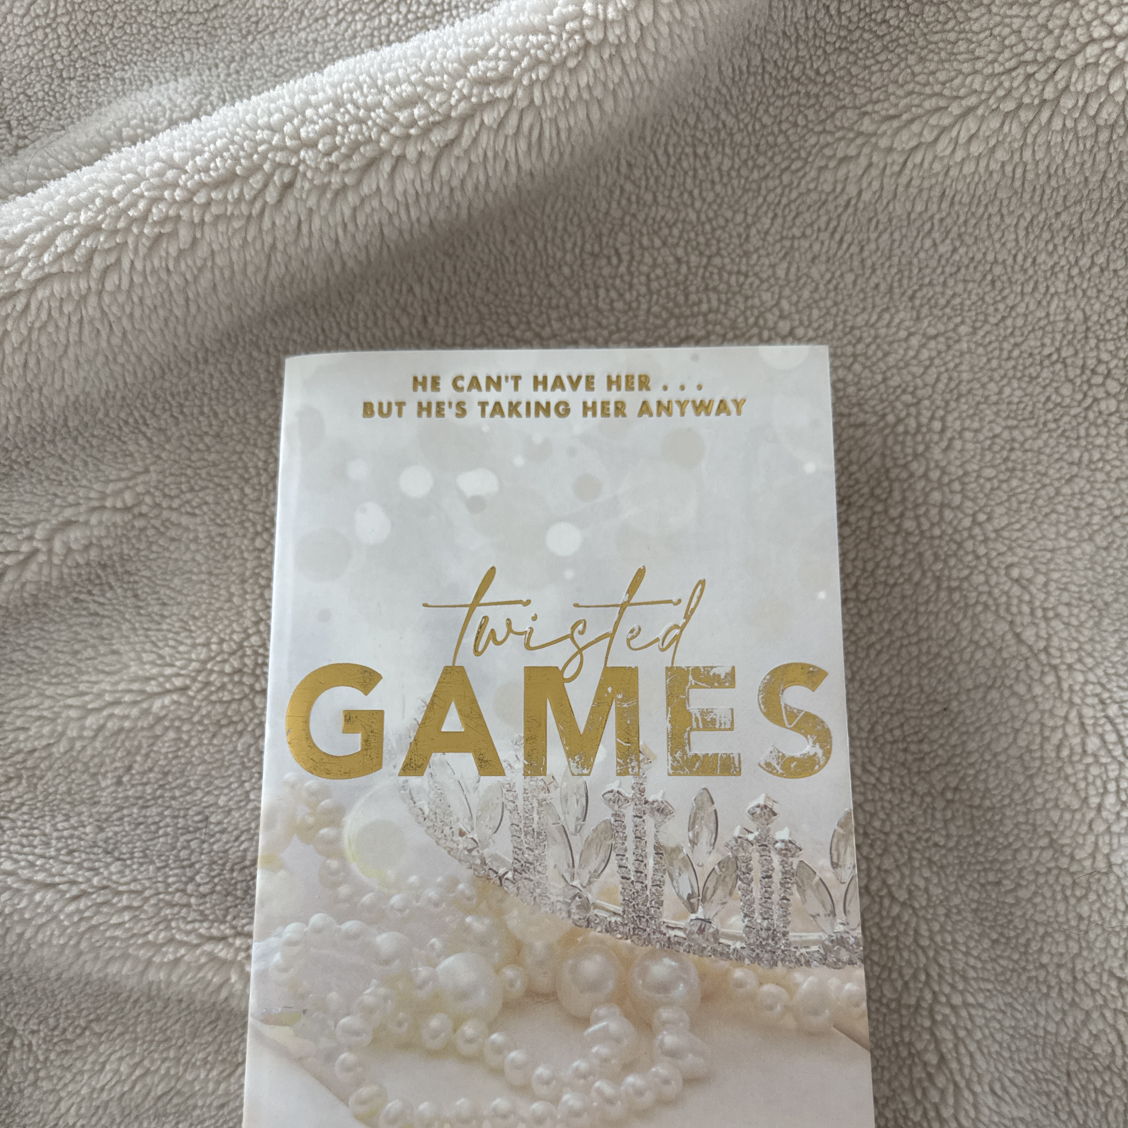 HE CAN'T HAVE HER . . .
BUT HE'S TAKING HER ANYWAY
twisted
GAMES